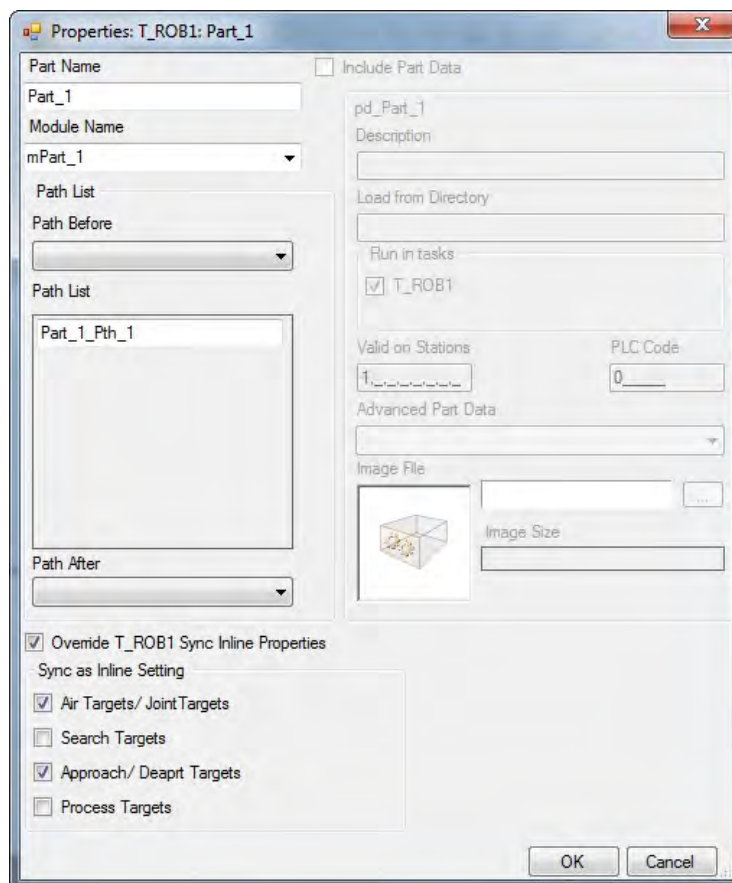 Properties: T_ROB1: Part_1
Part Name
Include Part Data
Part_1
Module Name
mPart_1
Path List
Path Before
Path List
Part_1_Pth_1
Path After
pd_Part_1
Description
Load from Directory
Run in tasks
T_ROB1
Valid on Stations
PLC Code
1,_._._._._._._
0_____
Advanced Part Data
Image File
...
Image Size
Override T_ROB1 Sync Inline Properties
Sync as Inline Setting
Air Targets/ JointTargets
Search Targets
Approach/ Deaprt Targets
Process Targets
OK
Cancel